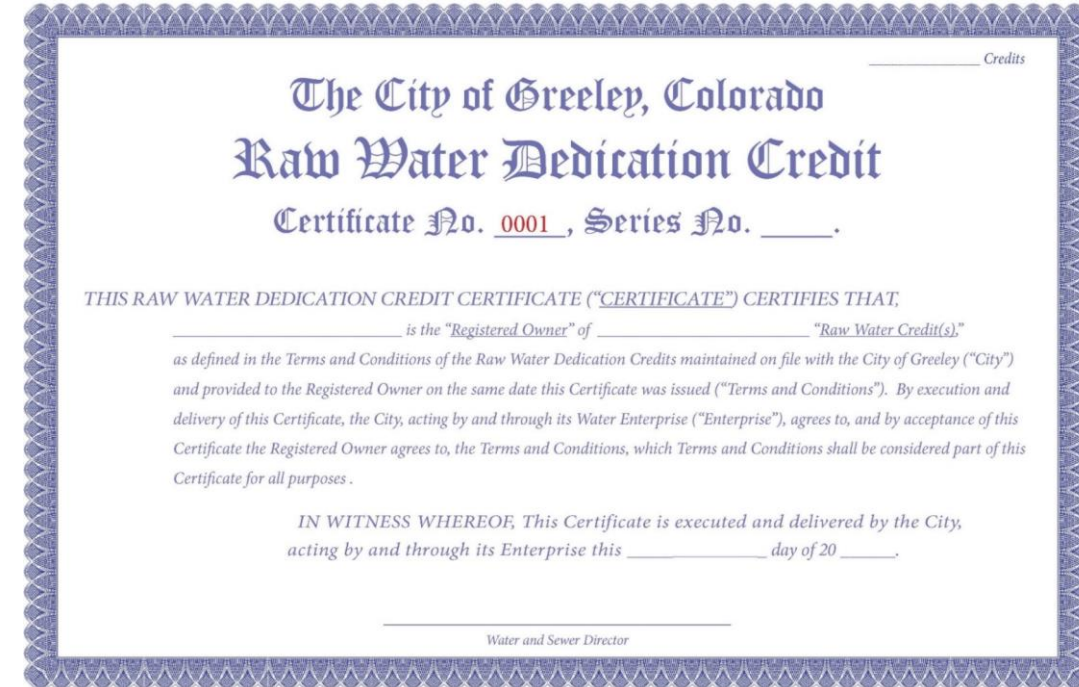 ______________ Credits
The City of Greeley, Colorado
Raw Water Dedication Credit
Certificate No. 0001, Series No. _____.
THIS RAW WATER DEDICATION CREDIT CERTIFICATE (“CERTIFICATE”) CERTIFIES THAT,
___________________________ is the “Registered Owner” of _________________________ “Raw Water Credit(s),”
as defined in the Terms and Conditions of the Raw Water Dedication Credits maintained on file with the City of Greeley (“City”)
and provided to the Registered Owner on the same date this Certificate was issued (“Terms and Conditions”). By execution and
delivery of this Certificate, the City, acting by and through its Water Enterprise (“Enterprise”), agrees to, and by acceptance of this
Certificate the Registered Owner agrees to, the Terms and Conditions, which Terms and Conditions shall be considered part of this
Certificate for all purposes .
IN WITNESS WHEREOF, This Certificate is executed and delivered by the City,
acting by and through its Enterprise this ________________ day of 20 ______.
Water and Sewer Director